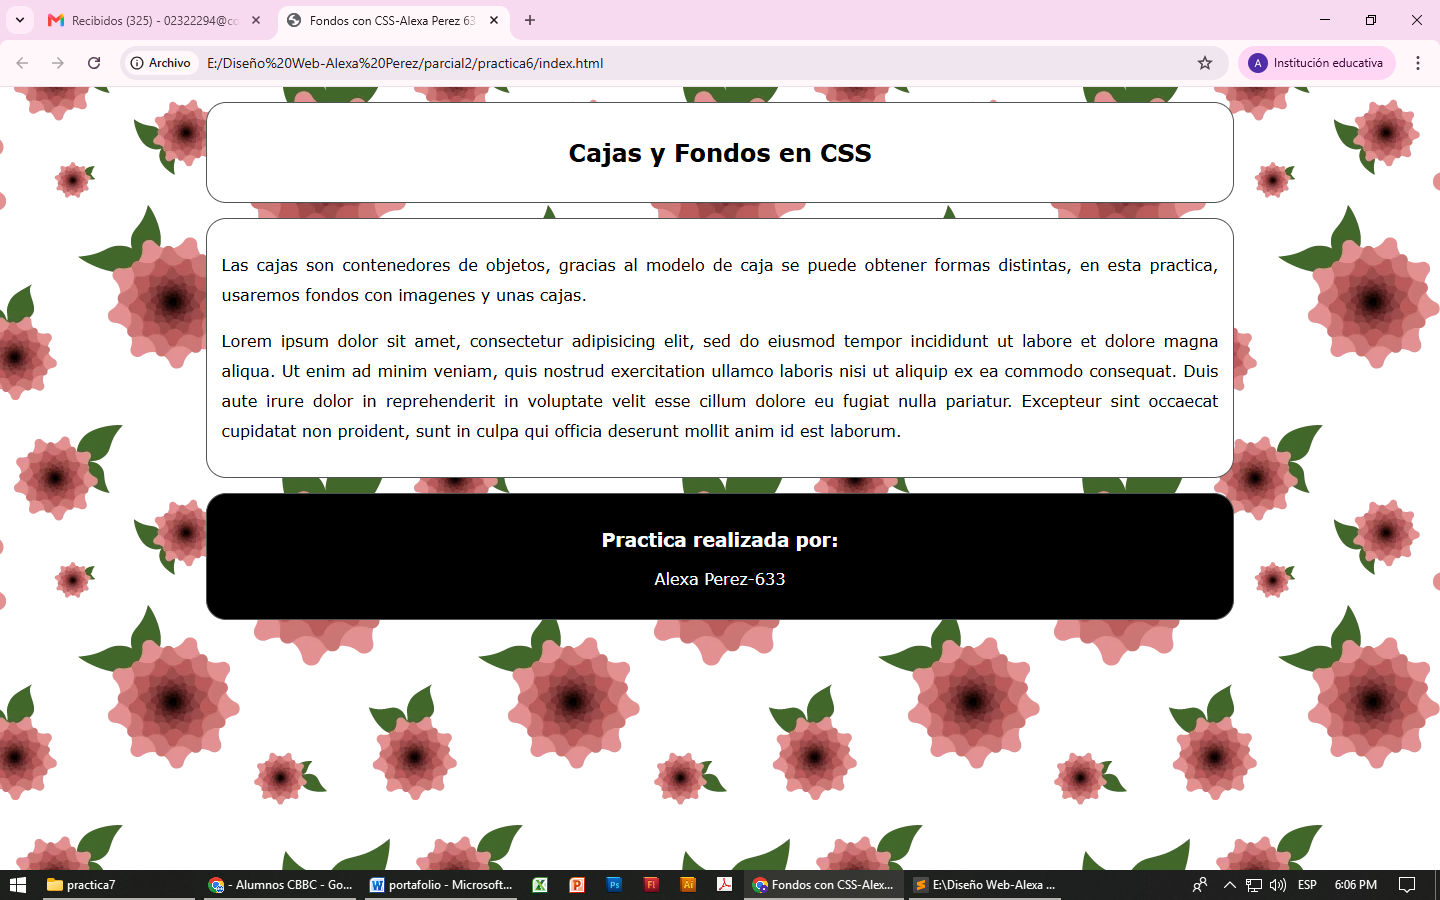 Recibidos (325) - 02322294@co
Fondos con CSS-Alexa Perez 63
Archivo
E:/Diseño%20Web-Alexa%20Perez/parcial2/practica6/index.html
A
Institución educativa
Cajas y Fondos en CSS
Las cajas son contenedores de objetos, gracias al modelo de caja se puede obtener formas distintas, en esta practica,
usaremos fondos con imagenes y unas cajas.
Lorem ipsum dolor sit amet, consectetur adipisicing elit, sed do eiusmod tempor incididunt ut labore et dolore magna
aliqua. Ut enim ad minim veniam, quis nostrud exercitation ullamco laboris nisi ut aliquip ex ea commodo consequat. Duis
aute irure dolor in reprehenderit in voluptate velit esse cillum dolore eu fugiat nulla pariatur. Excepteur sint occaecat
cupidatat non proident, sunt in culpa qui officia deserunt mollit anim id est laborum.
Practica realizada por:
Alexa Perez-633
practica7
- Alumnos CBBC - Go...
portafolio - Microsoft...
Ps
Fl
Ai
Fondos con CSS-Alex...
E:\Diseño Web-Alexa ...
ESP
6:06 PM